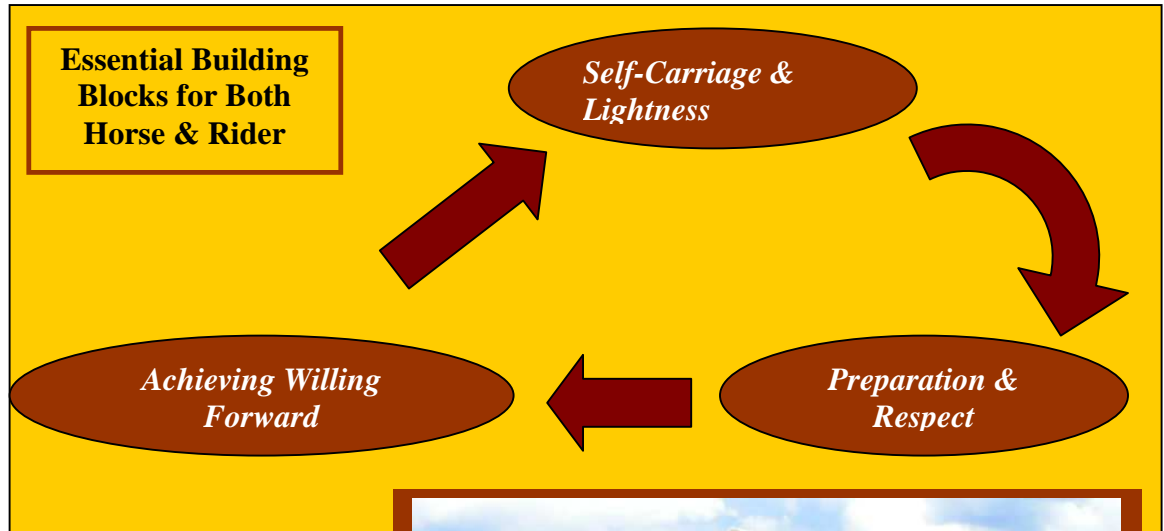 Essential Building
Blocks for Both
Horse & Rider
Self-Carriage &
Lightness
Achieving Willing
Forward
Preparation &
Respect